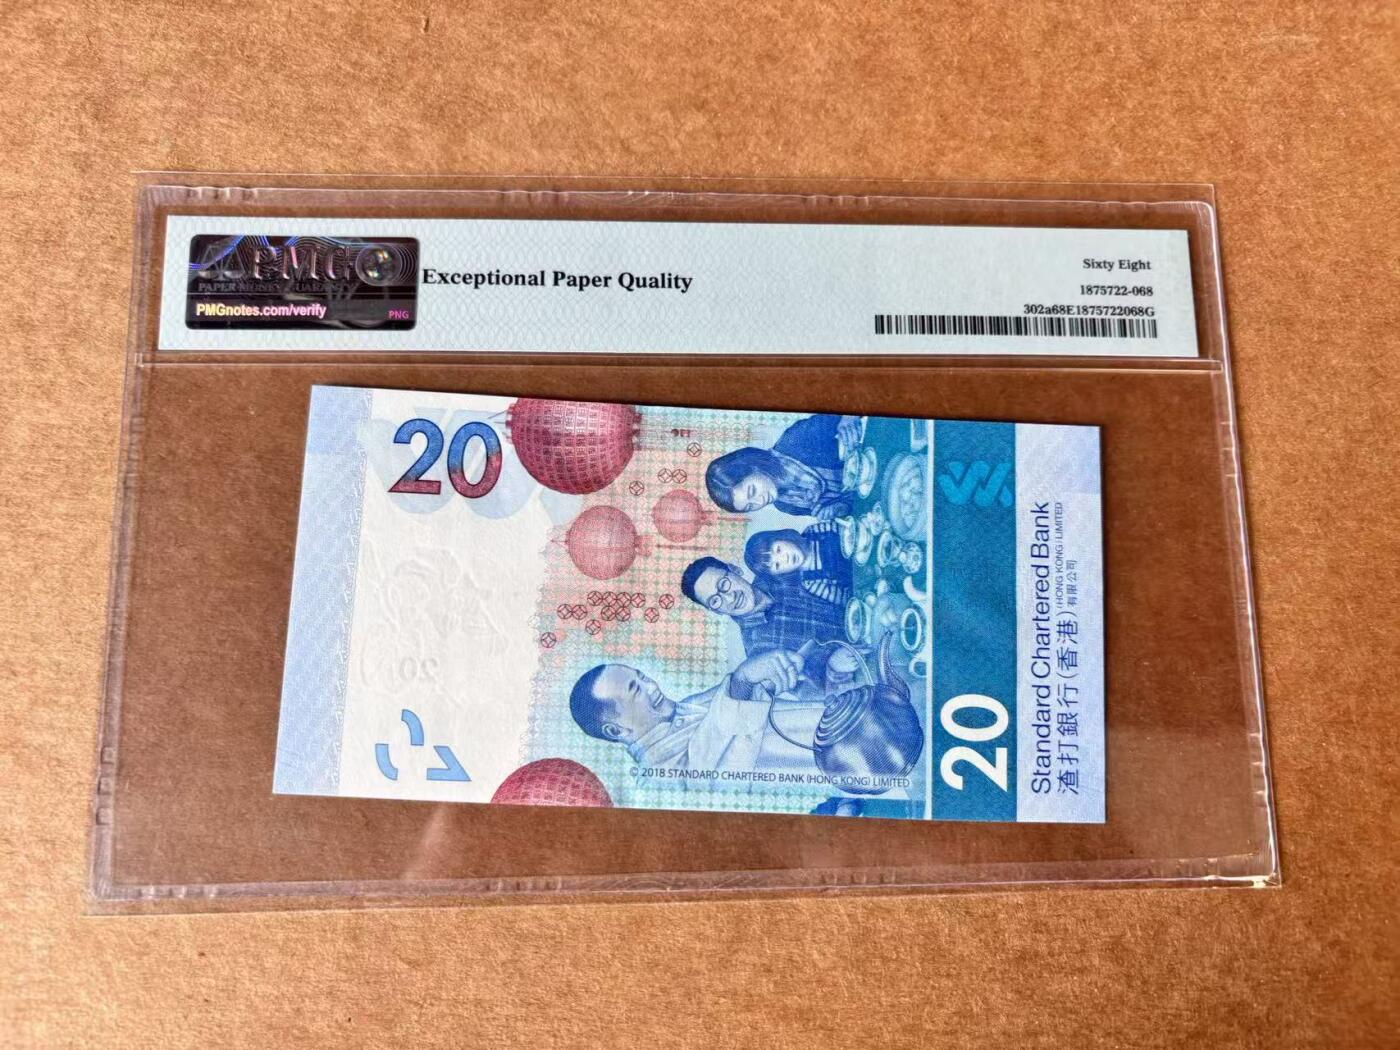 PMG
PAPER MONEY GUARANTY
PMGnotes.com/verify
PNG
Exceptional Paper Quality
Sixty Eight
1875722-068
302a68E1875722068G
20
20
© 2018 STANDARD CHARTERED BANK (HONG KONG) LIMITED
20
Standard Chartered Bank (HONG KONG) LIMITED
渣打銀行(香港)有限公司